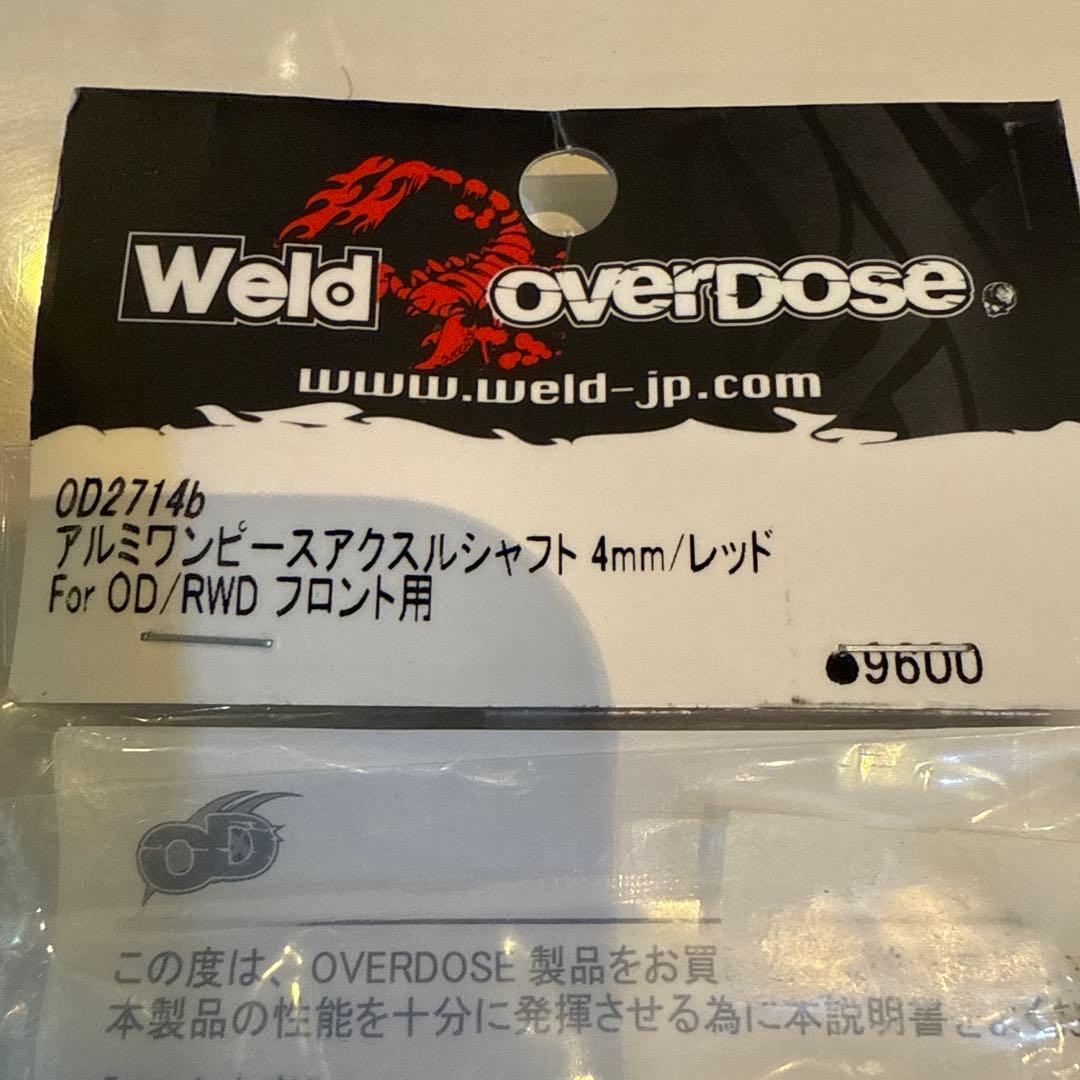 Weld OVERDOSE
www.weld-jp.com
OD2714b
アルミワンピースアクスルシャフト 4mm/レッド
For OD/RWD フロント用
●9600
OD
この度は、OVERDOSE 製品をお買
本製品の性能を十分に発揮させる為に本説明書をよく